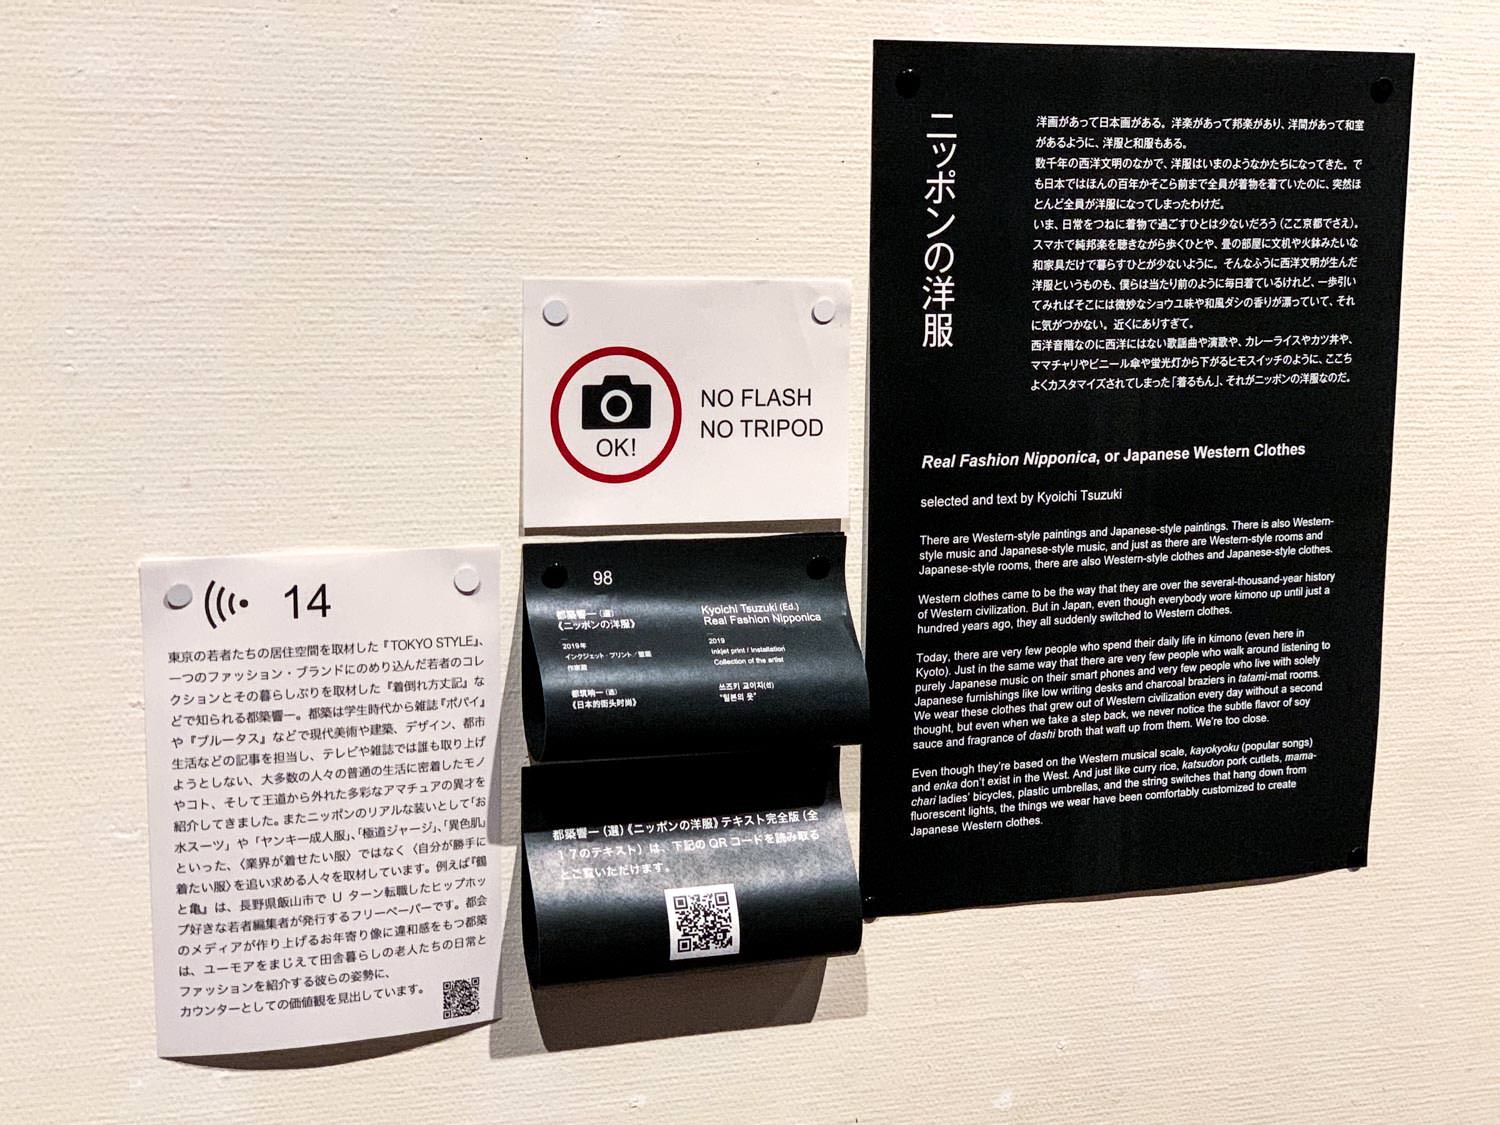 14
東京の若者たちの居住空間を取材した『TOKYO STYLE』、
一つのファッション・ブランドにのめり込んだ若者のコレ
クションとその暮らしぶりを取材した『着倒れ方丈記』な
どで知られる都築響一。都築は学生時代から雑誌『ポパイ』
や『ブルータス』などで現代美術や建築、デザイン、都市
生活などの記事を担当し、テレビや雑誌では誰も取り上げ
ようとしない、大多数の人々の普通の生活に密着したモノ
やコト、そして王道から外れた多彩なアマチュアの異才を
紹介してきました。またニッポンのリアルな装いとして「お
水スーツ」や「ヤンキー成人服」、「極道ジャージ」、「異色肌」
といった、〈業界が着せたい服〉ではなく〈自分が勝手に
着たい服〉を追い求める人々を取材しています。例えば『鶴
と亀』は、長野県飯山市で U ターン転職したヒップホッ
プ好きな若者編集者が発行するフリーペーパーです。都会
のメディアが作り上げるお年寄り像に違和感をもつ都築
は、ユーモアをまじえて田舎暮らしの老人たちの日常と
ファッションを紹介する彼らの姿勢に、
カウンターとしての価値観を見出しています。
OK!
NO FLASH
NO TRIPOD
98
都築響一（選）
《ニッポンの洋服》
2019年
インクジェット・プリント／壁面
作家蔵
都筑响一（选）
《日本的街头时尚》
Kyoichi Tsuzuki (Ed.)
Real Fashion Nipponica
2019
Inkjet print / Installation
Collection of the artist
쓰즈키 교이치(선)
"일본의 옷"
都築響一（選）《ニッポンの洋服》テキスト完全版（全
１７のテキスト）は、下記の QR コードを読み取る
とご覧いただけます。
ニッポンの洋服
洋画があって日本画がある。洋楽があって邦楽があり、洋間があって和室
があるように、洋服と和服もある。
数千年の西洋文明のなかで、洋服はいまのようなかたちになってきた。で
も日本ではほんの百年かそこら前まで全員が着物を着ていたのに、突然ほ
とんど全員が洋服になってしまったわけだ。
いま、日常をつねに着物で過ごすひとは少ないだろう（ここ京都でさえ）。
スマホで純邦楽を聴きながら歩くひとや、畳の部屋に文机や火鉢みたいな
和家具だけで暮らすひとが少ないように。そんなふうに西洋文明が生んだ
洋服というものも、僕らは当たり前のように毎日着ているけれど、一歩引い
てみればそこには微妙なショウユ味や和風ダシの香りが漂っていて、それ
に気がつかない。近くにありすぎて。
西洋音階なのに西洋にはない歌謡曲や演歌や、カレーライスやカツ丼や、
ママチャリやビニール傘や蛍光灯から下がるヒモスイッチのように、ここち
よくカスタマイズされてしまった「着るもん」、それがニッポンの洋服なのだ。
Real Fashion Nipponica, or Japanese Western Clothes
selected and text by Kyoichi Tsuzuki
There are Western-style paintings and Japanese-style paintings. There is also Western-
style music and Japanese-style music, and just as there are Western-style rooms and
Japanese-style rooms, there are also Western-style clothes and Japanese-style clothes.
Western clothes came to be the way that they are over the several-thousand-year history
of Western civilization. But in Japan, even though everybody wore kimono up until just a
hundred years ago, they all suddenly switched to Western clothes.
Today, there are very few people who spend their daily life in kimono (even here in
Kyoto). Just in the same way that there are very few people who walk around listening to
purely Japanese music on their smart phones and very few people who live with solely
Japanese furnishings like low writing desks and charcoal braziers in tatami-mat rooms.
We wear these clothes that grew out of Western civilization every day without a second
thought, but even when we take a step back, we never notice the subtle flavor of soy
sauce and fragrance of dashi broth that waft up from them. We're too close.
Even though they're based on the Western musical scale, kayokyoku (popular songs)
and enka don't exist in the West. And just like curry rice, katsudon pork cutlets, mama-
chari ladies' bicycles, plastic umbrellas, and the string switches that hang down from
fluorescent lights, the things we wear have been comfortably customized to create
Japanese Western clothes.